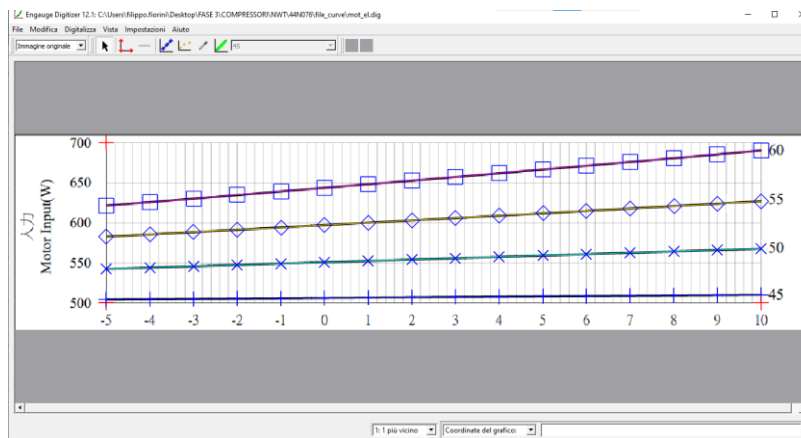 Engauge Digitizer 12.1: C:\Users\filippo.fiorini\Desktop\FASE 3\COMPRESSORI\NWT\44N076\file_curve\mot_el.dig
File Modifica Digitalizza Vista Impostazioni Aiuto
Immagine originale
45
700
650
600
550
500
入力
Motor Input(W)
60
55
50
45
-5 -4 -3 -2 -1 0 1 2 3 4 5 6 7 8 9 10
1: 1 più vicino
Coordinate del grafico: